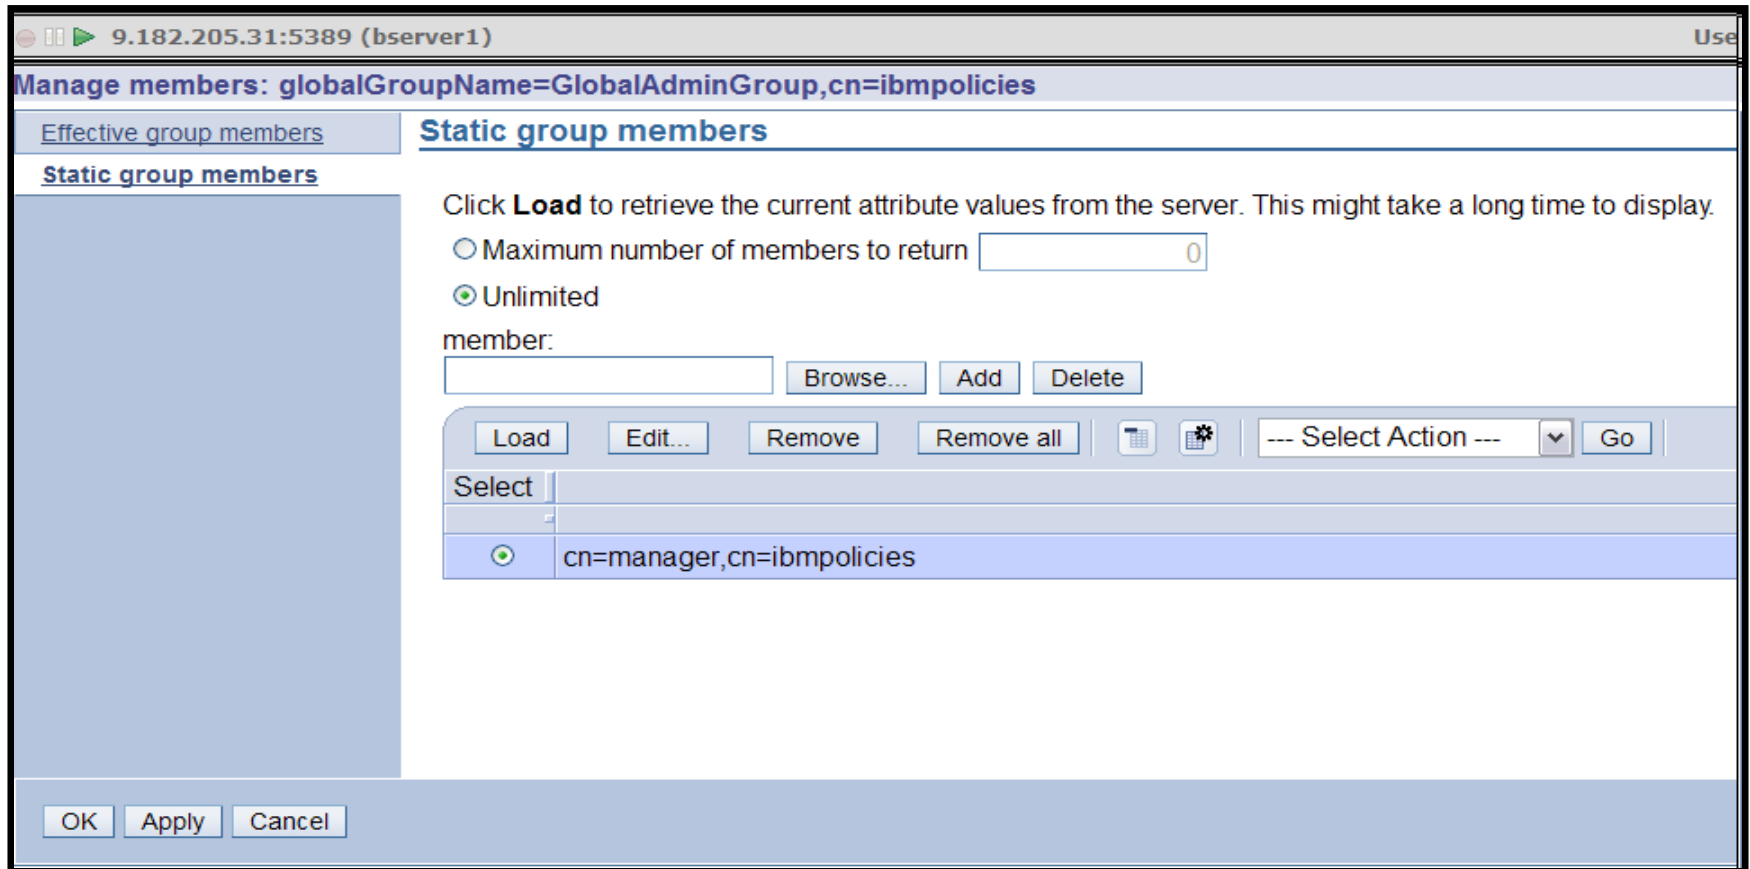 9.182.205.31:5389 (bserver1) Use
Manage members: globalGroupName=GlobalAdminGroup,cn=ibmpolicies
Effective group members
Static group members
Static group members
Click Load to retrieve the current attribute values from the server. This might take a long time to display.
Maximum number of members to return 0
Unlimited
member:
Browse... Add Delete
Load Edit... Remove Remove all --- Select Action --- Go
Select
cn=manager,cn=ibmpolicies
OK Apply Cancel